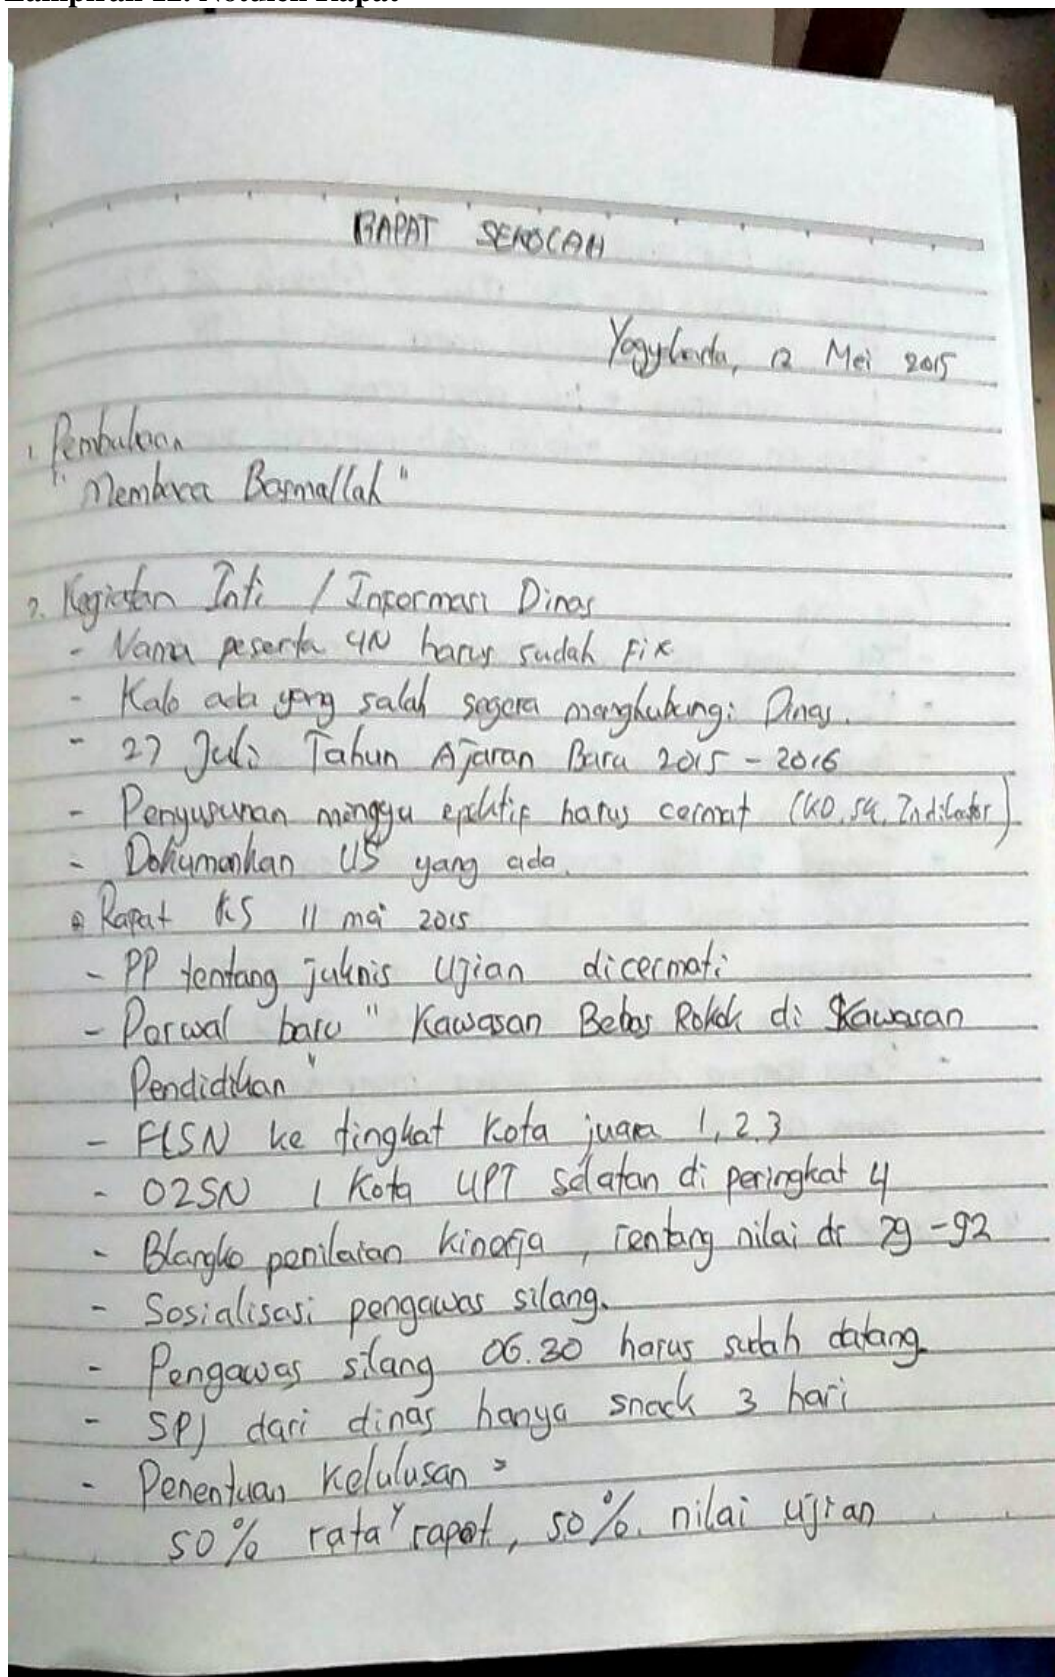 Lampiran 12. Notulen Rapat
RAPAT SEKOLAH
Yogyakarta, 12 Mei 2015
1. Pembukaan
"Membaca Basmallah"
2. Kegiatan Inti / Informasi Dinas
- Nama peserta UN harus sudah Fix
- Kalo ada yang salah segera menghubungi Dinas.
- 27 Juli Tahun Ajaran Baru 2015 - 2016
- Penyusunan minggu epektif harus cermat (KD, SK, Indikator)
- Dokumenkan US yang ada.
Rapat KS 11 mei 2015
- PP tentang juknis Ujian dicermati
- Perwal baru "Kawasan Bebas Rokok di Kawasan
Pendidikan"
- FLSN ke tingkat Kota juara 1, 2, 3
- O2SN 1 Kota UPT Selatan di peringkat 4
- Blangko penilaian kinerja, rentang nilai dr 79 - 92
- Sosialisasi pengawas silang.
- Pengawas silang 06.30 harus sudah datang.
- SPJ dari dinas hanya snack 3 hari
- Penentuan Kelulusan =
50% rata" rapot, 50% nilai ujian